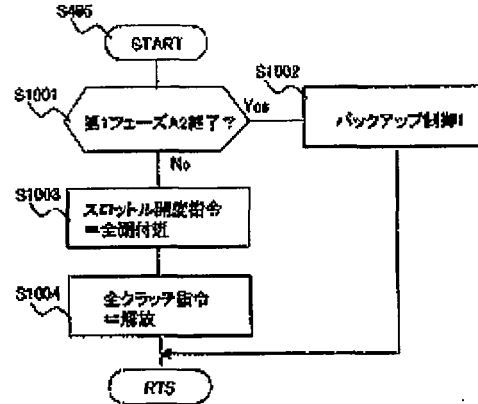 S405
START
S1001
第1フェーズA2終了?
Yes
S1002
バックアップ制御1
No
S1003
スロットル開度指令
=全閉付近
S1004
全クラッチ指令
=解放
RTS